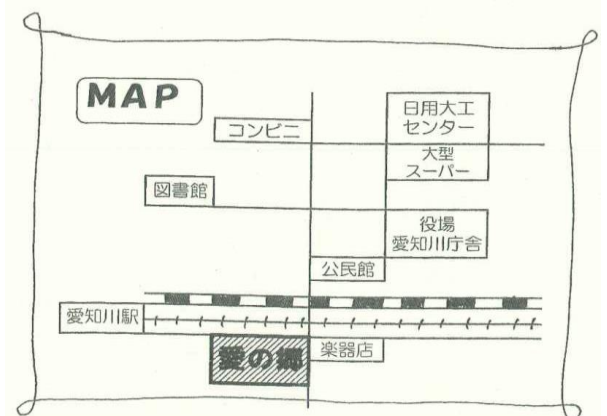 MAP
コンビニ
日用大工
センター
大型
スーパー
図書館
役場
愛知川庁舎
公民館
愛知川駅
愛の郷
楽器店